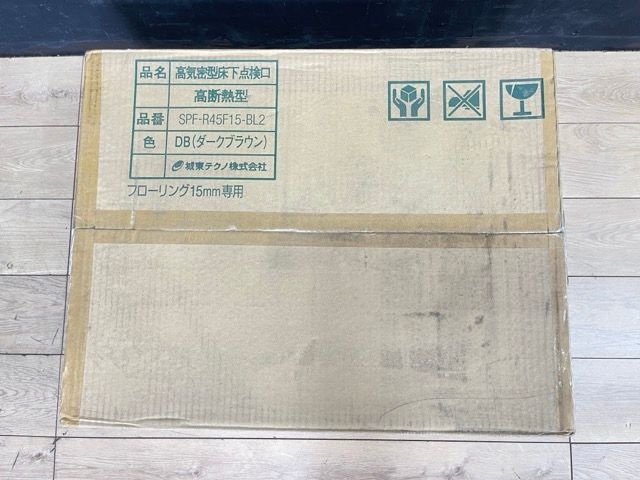 品名 高気密型床下点検口
高断熱型
品番 SPF-R45F15-BL2
色 DB(ダークブラウン)
城東テクノ株式会社
フローリング15mm専用